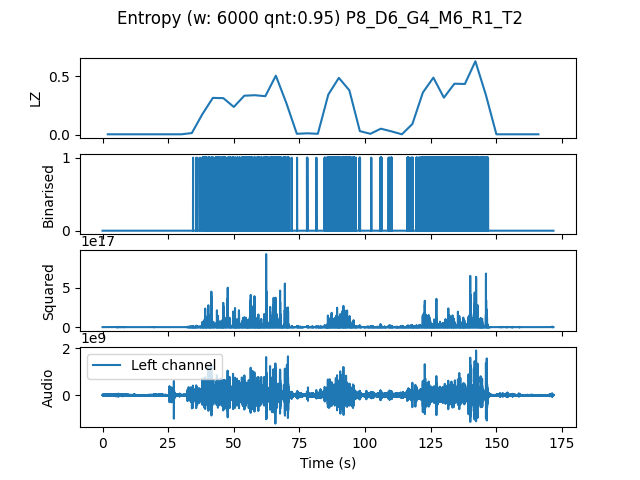 Entropy (w: 6000 qnt:0.95) P8_D6_G4_M6_R1_T2
0.5
0.0
LZ
1
0
Binarised
1e17
5
0
Squared
1e9
2
0
Audio
Left channel
0 25 50 75 100 125 150 175
Time (s)